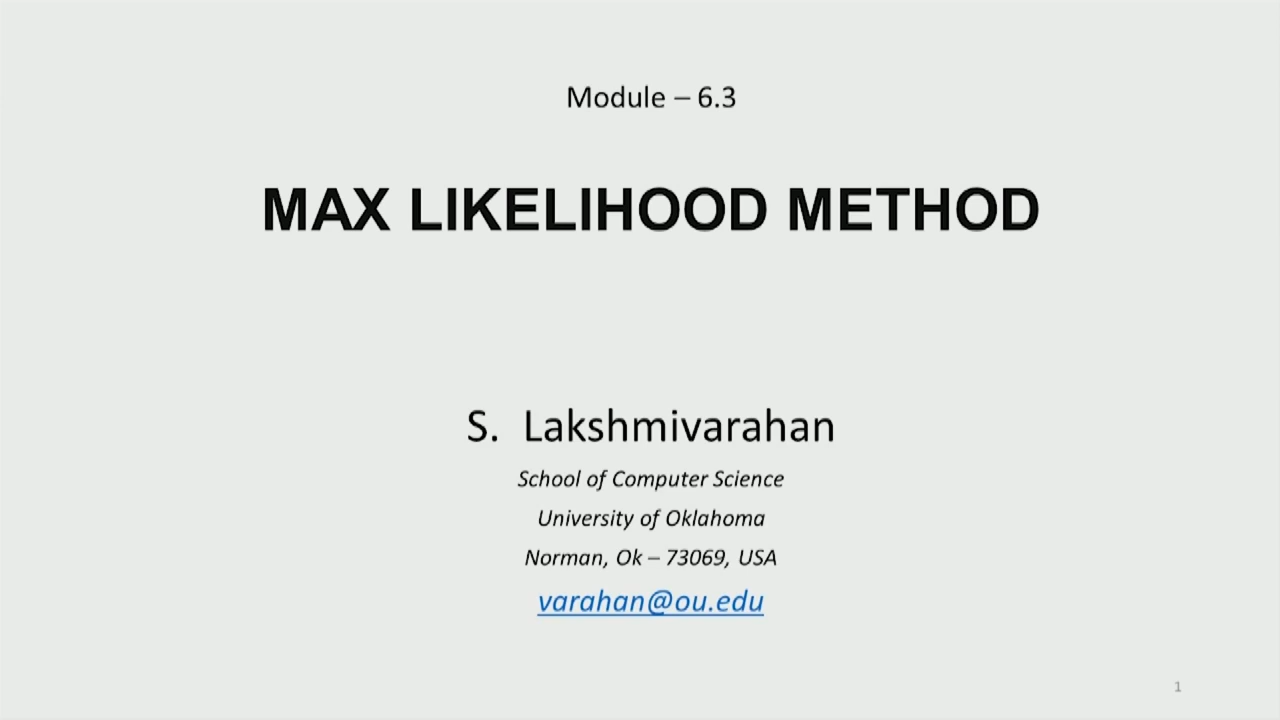 Module – 6.3
MAX LIKELIHOOD METHOD
S. Lakshmivarahan
School of Computer Science
University of Oklahoma
Norman, Ok – 73069, USA
varahan@ou.edu
1